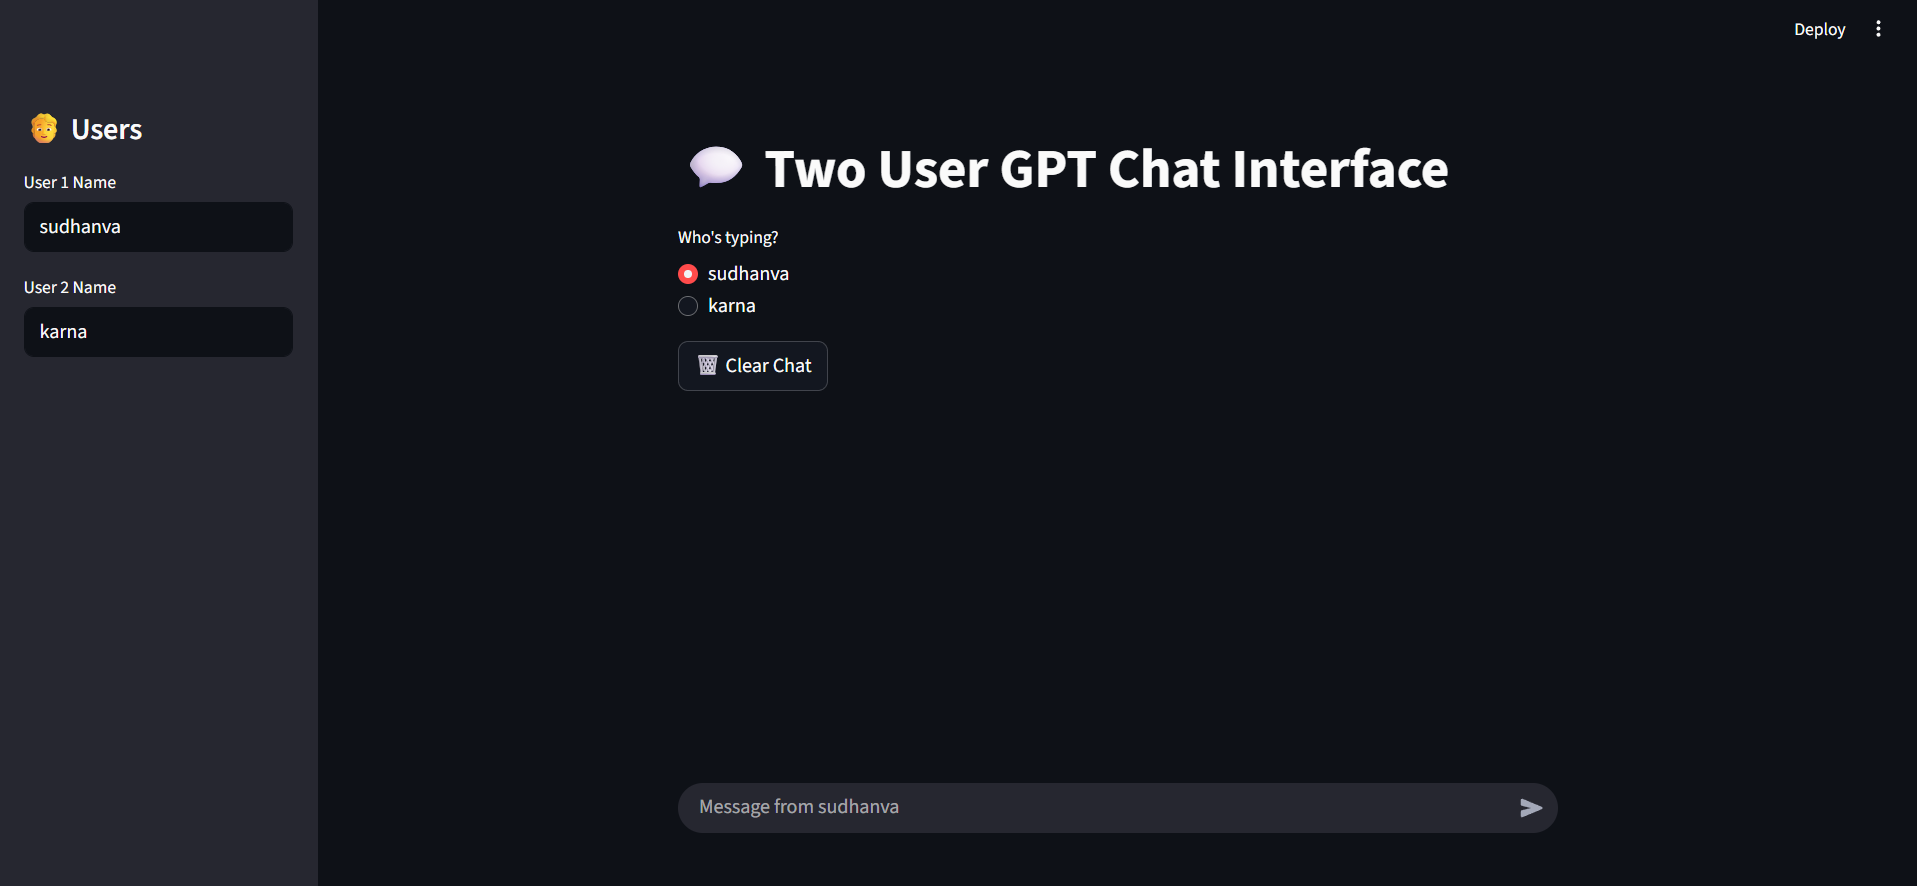 Deploy
Users
User 1 Name
sudhanva
User 2 Name
karna
Two User GPT Chat Interface
Who's typing?
sudhanva
karna
Clear Chat
Message from sudhanva